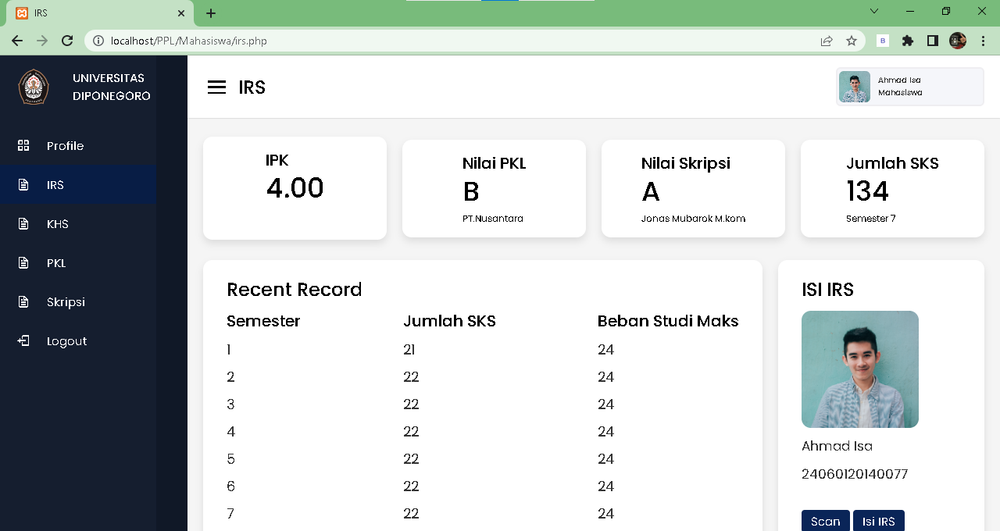 IRS
localhost/PPL/Mahasiswa/irs.php
B
UNIVERSITAS
DIPONEGORO
Profile
IRS
KHS
PKL
Skripsi
Logout
IRS
Ahmad Isa
Mahasiswa
IPK
4.00
Nilai PKL
B
PT.Nusantara
Nilai Skripsi
A
Jonas Mubarok M.kom
Jumlah SKS
134
Semester 7
Recent Record
Semester Jumlah SKS Beban Studi Maks
1 21 24
2 22 24
3 22 24
4 22 24
5 22 24
6 22 24
7 22 24
ISI IRS
Ahmad Isa
24060120140077
Scan Isi IRS